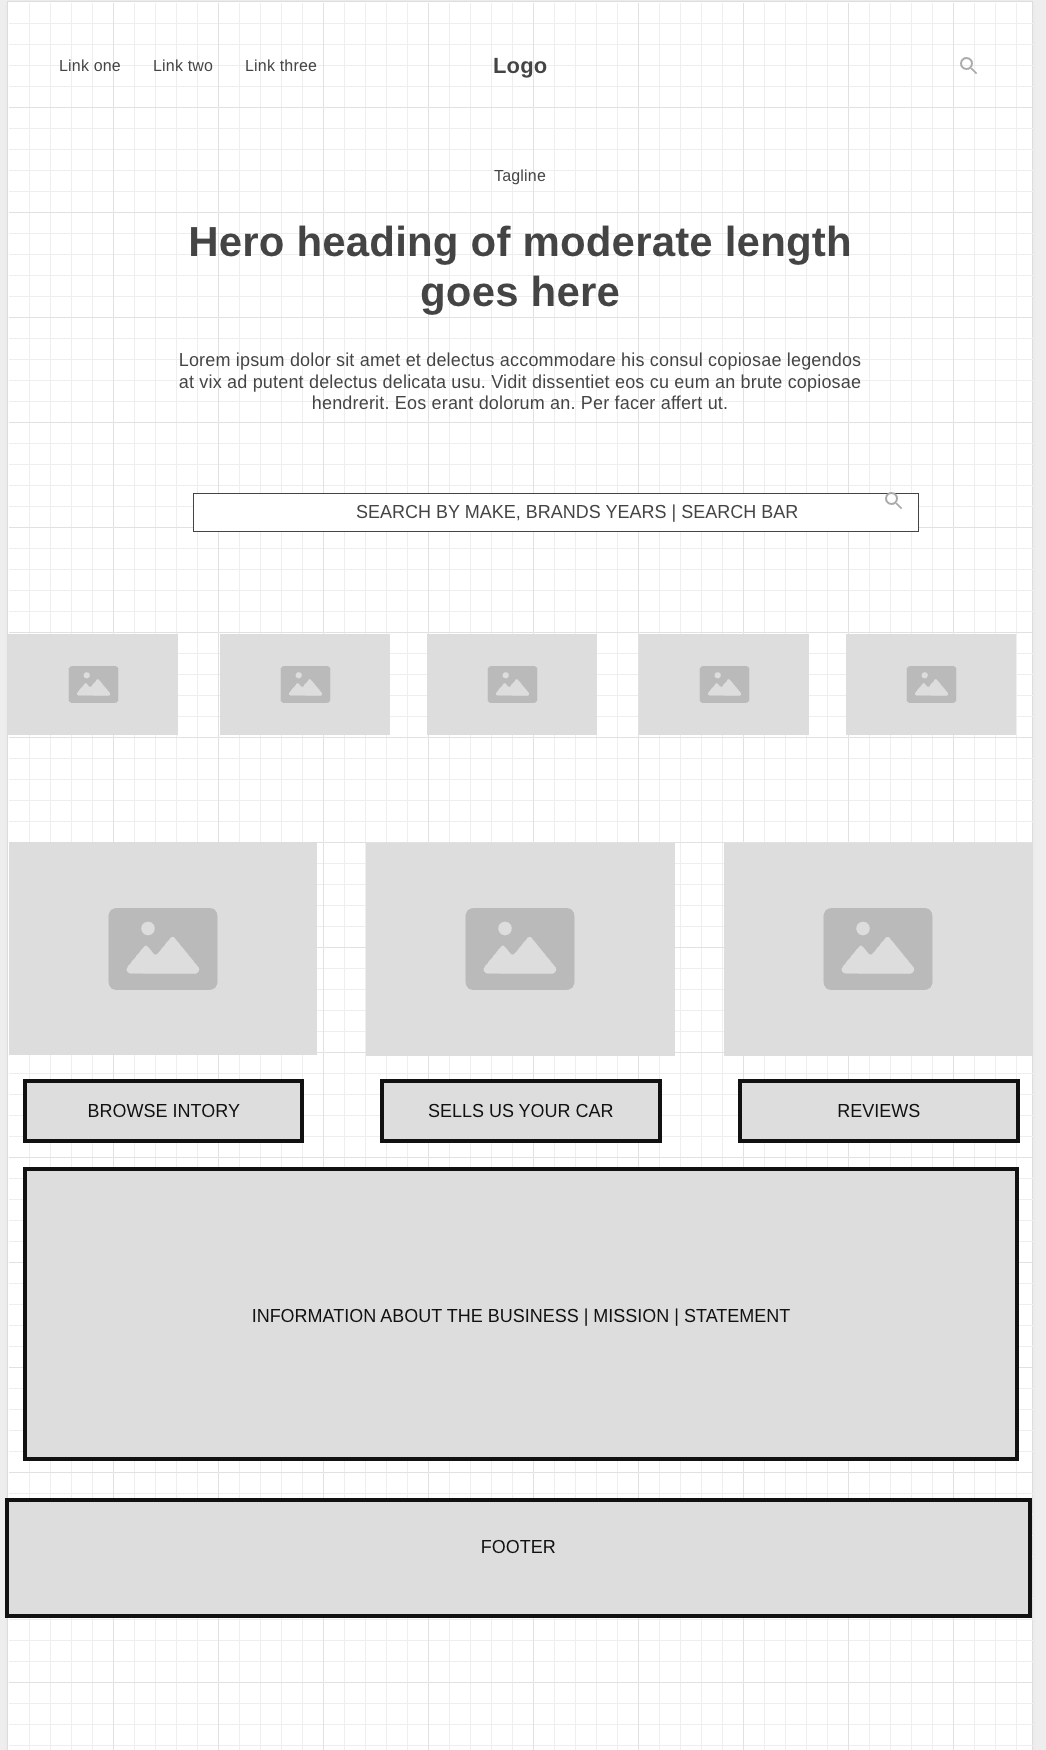 Link one Link two Link three Logo
Tagline
Hero heading of moderate length
goes here
Lorem ipsum dolor sit amet et delectus accommodare his consul copiosae legendos
at vix ad putent delectus delicata usu. Vidit dissentiet eos cu eum an brute copiosae
hendrerit. Eos erant dolorum an. Per facer affert ut.
SEARCH BY MAKE, BRANDS YEARS | SEARCH BAR
BROWSE INTORY SELLS US YOUR CAR REVIEWS
INFORMATION ABOUT THE BUSINESS | MISSION | STATEMENT
FOOTER